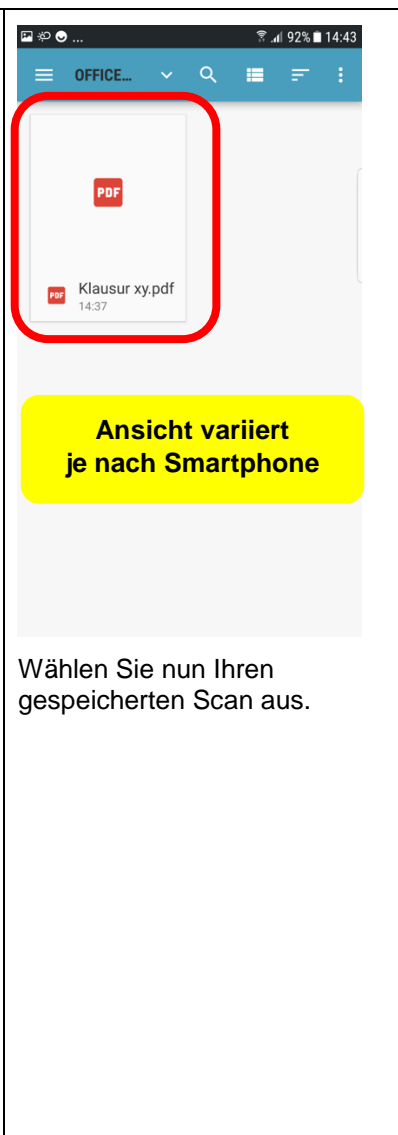 ... 92% 14:43
OFFICE...
PDF
PDF Klausur xy.pdf
14:37
Ansicht variiert
je nach Smartphone
Wählen Sie nun Ihren
gespeicherten Scan aus.